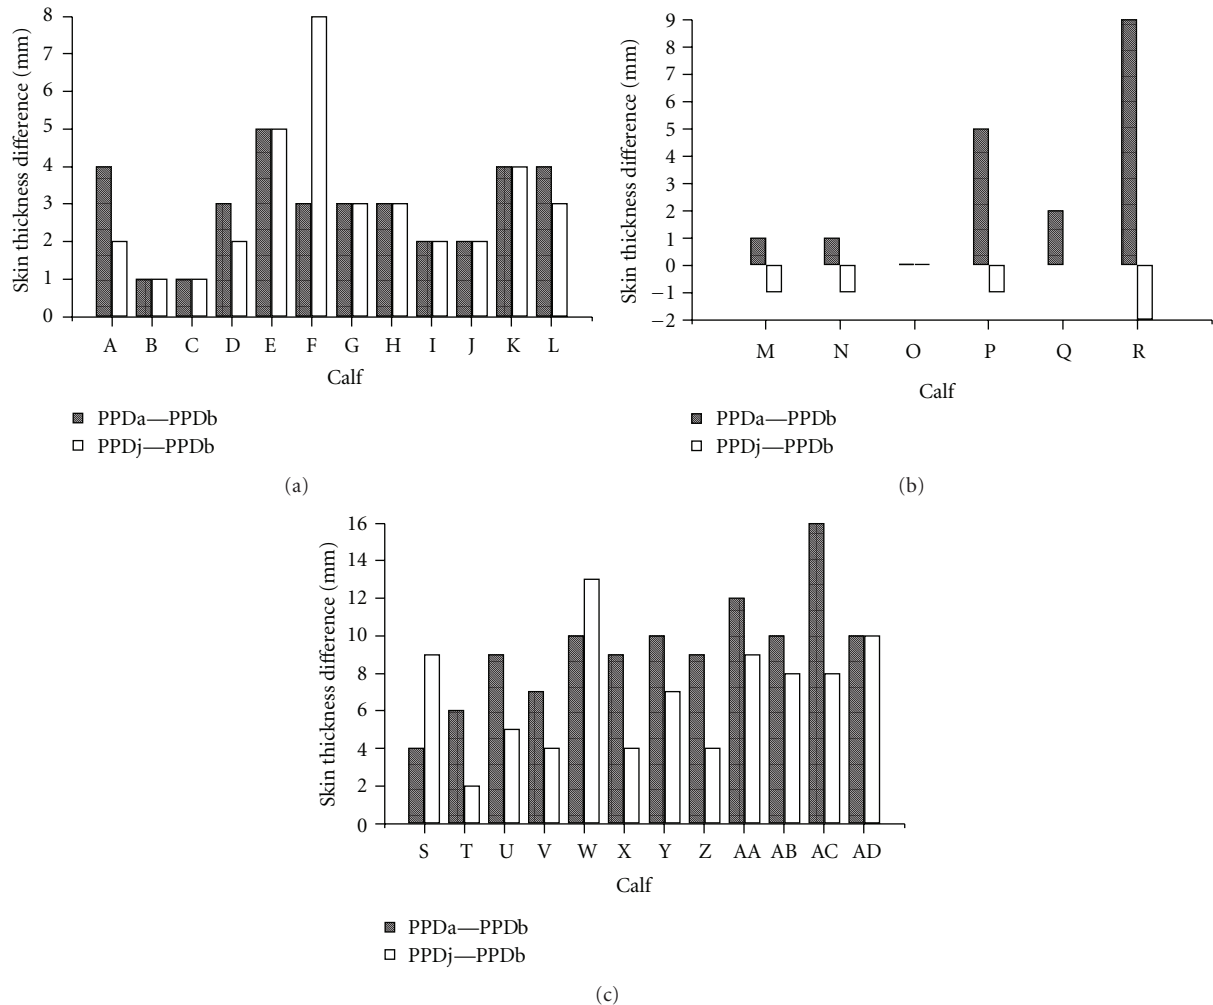 Skin thickness difference (mm)
8
7
6
5
4
3
2
1
0
A B C D E F G H I J K L
Calf
PPDa—PPDb
PPDj—PPDb
(a)
Skin thickness difference (mm)
9
8
7
6
5
4
3
2
1
0
−1
−2
M N O P Q R
Calf
PPDa—PPDb
PPDj—PPDb
(b)
Skin thickness difference (mm)
16
14
12
10
8
6
4
2
0
S T U V W X Y Z AA AB AC AD
Calf
PPDa—PPDb
PPDj—PPDb
(c)